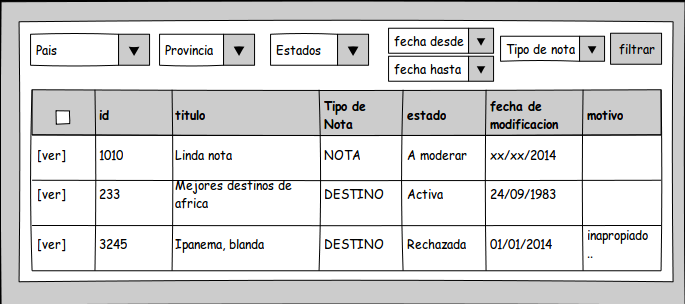 Pais
Provincia
Estados
fecha desde
fecha hasta
Tipo de nota
filtrar
id titulo Tipo de Nota estado fecha de modificacion motivo
[ver] 1010 Linda nota NOTA A moderar xx/xx/2014
[ver] 233 Mejores destinos de africa DESTINO Activa 24/09/1983
[ver] 3245 Ipanema, blanda DESTINO Rechazada 01/01/2014 inapropiado ..